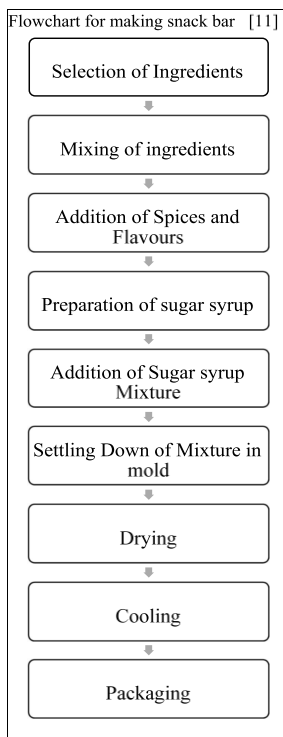 Flowchart for making snack bar [11]
Selection of Ingredients
Mixing of ingredients
Addition of Spices and
Flavours
Preparation of sugar syrup
Addition of Sugar syrup
Mixture
Settling Down of Mixture in
mold
Drying
Cooling
Packaging